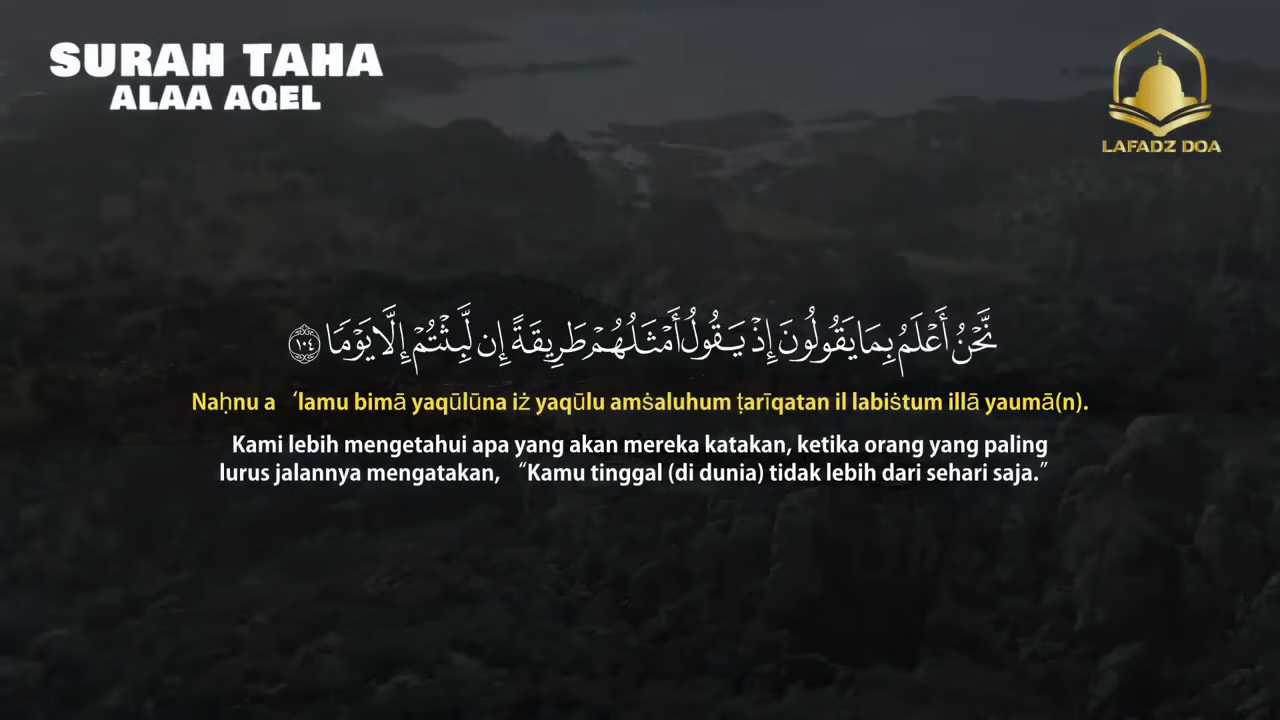 SURAH TAHA
ALAA AQEL
LAFADZ DOA
نَّحْنُ أَعْلَمُ بِمَا يَقُولُونَ إِذْ يَقُولُ أَمْثَلُهُمْ طَرِيقَةً إِن لَّبِثْتُمْ إِلَّا يَوْمًا ١٠٤
Naḥnu a‘lamu bimā yaqūlūna iż yaqūlu amṡaluhum ṭarīqatan il labiṡtum illā yaumā(n).
Kami lebih mengetahui apa yang akan mereka katakan, ketika orang yang paling
lurus jalannya mengatakan, “Kamu tinggal (di dunia) tidak lebih dari sehari saja.”